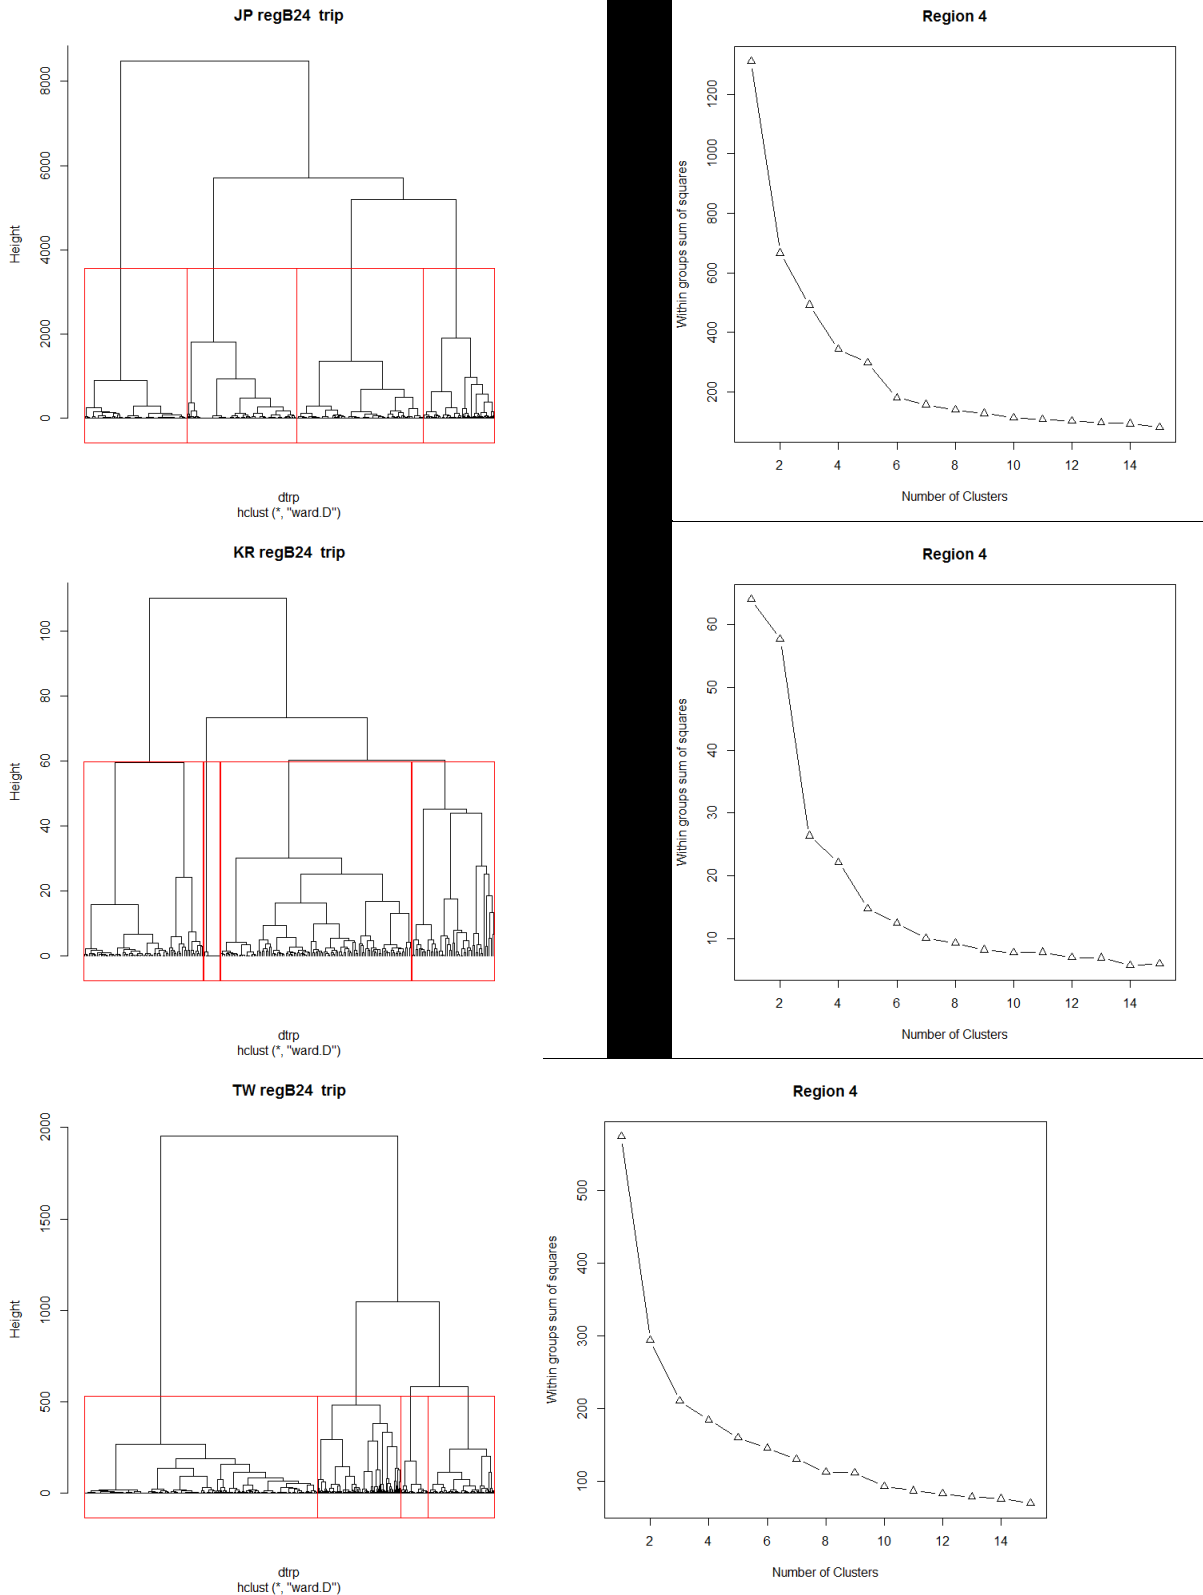 JP regB24 trip
Height
8000
6000
4000
2000
0
dtrp
hclust (*, "ward.D")
Region 4
Within groups sum of squares
1200
1000
800
600
400
200
2 4 6 8 10 12 14
Number of Clusters
KR regB24 trip
Height
100
80
60
40
20
0
dtrp
hclust (*, "ward.D")
Region 4
Within groups sum of squares
60
50
40
30
20
10
2 4 6 8 10 12 14
Number of Clusters
TW regB24 trip
Height
2000
1500
1000
500
0
dtrp
hclust (*, "ward.D")
Region 4
Within groups sum of squares
500
400
300
200
100
2 4 6 8 10 12 14
Number of Clusters